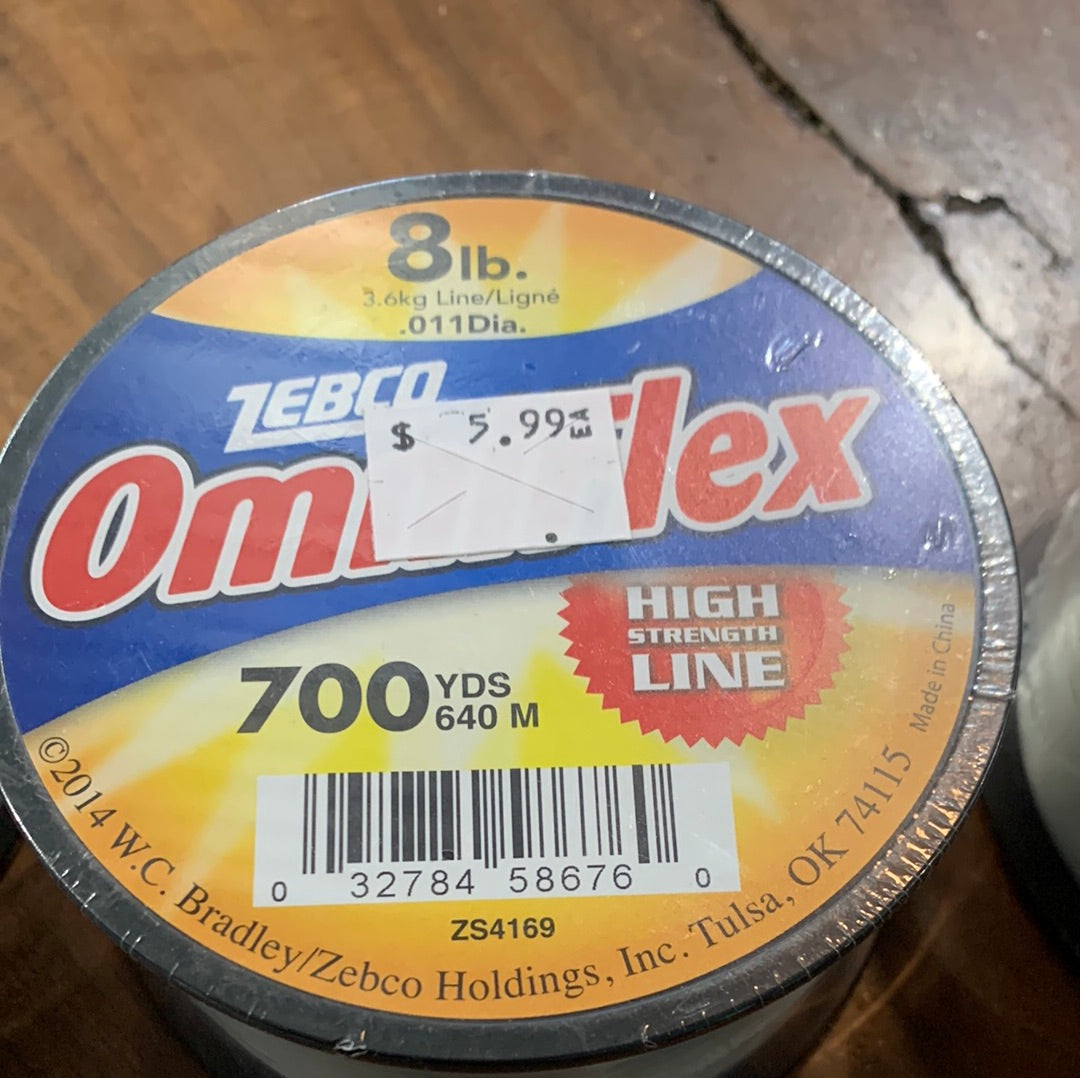 8lb.
3.6kg Line/Ligné
.011Dia.
ZEBCO
$ 5.99 EA
HIGH
STRENGTH
LINE
700 YDS
640 M
Made in China
0 32784 58676 0
ZS4169
©2014 W.C. Bradley/Zebco Holdings, Inc. Tulsa, OK 74115